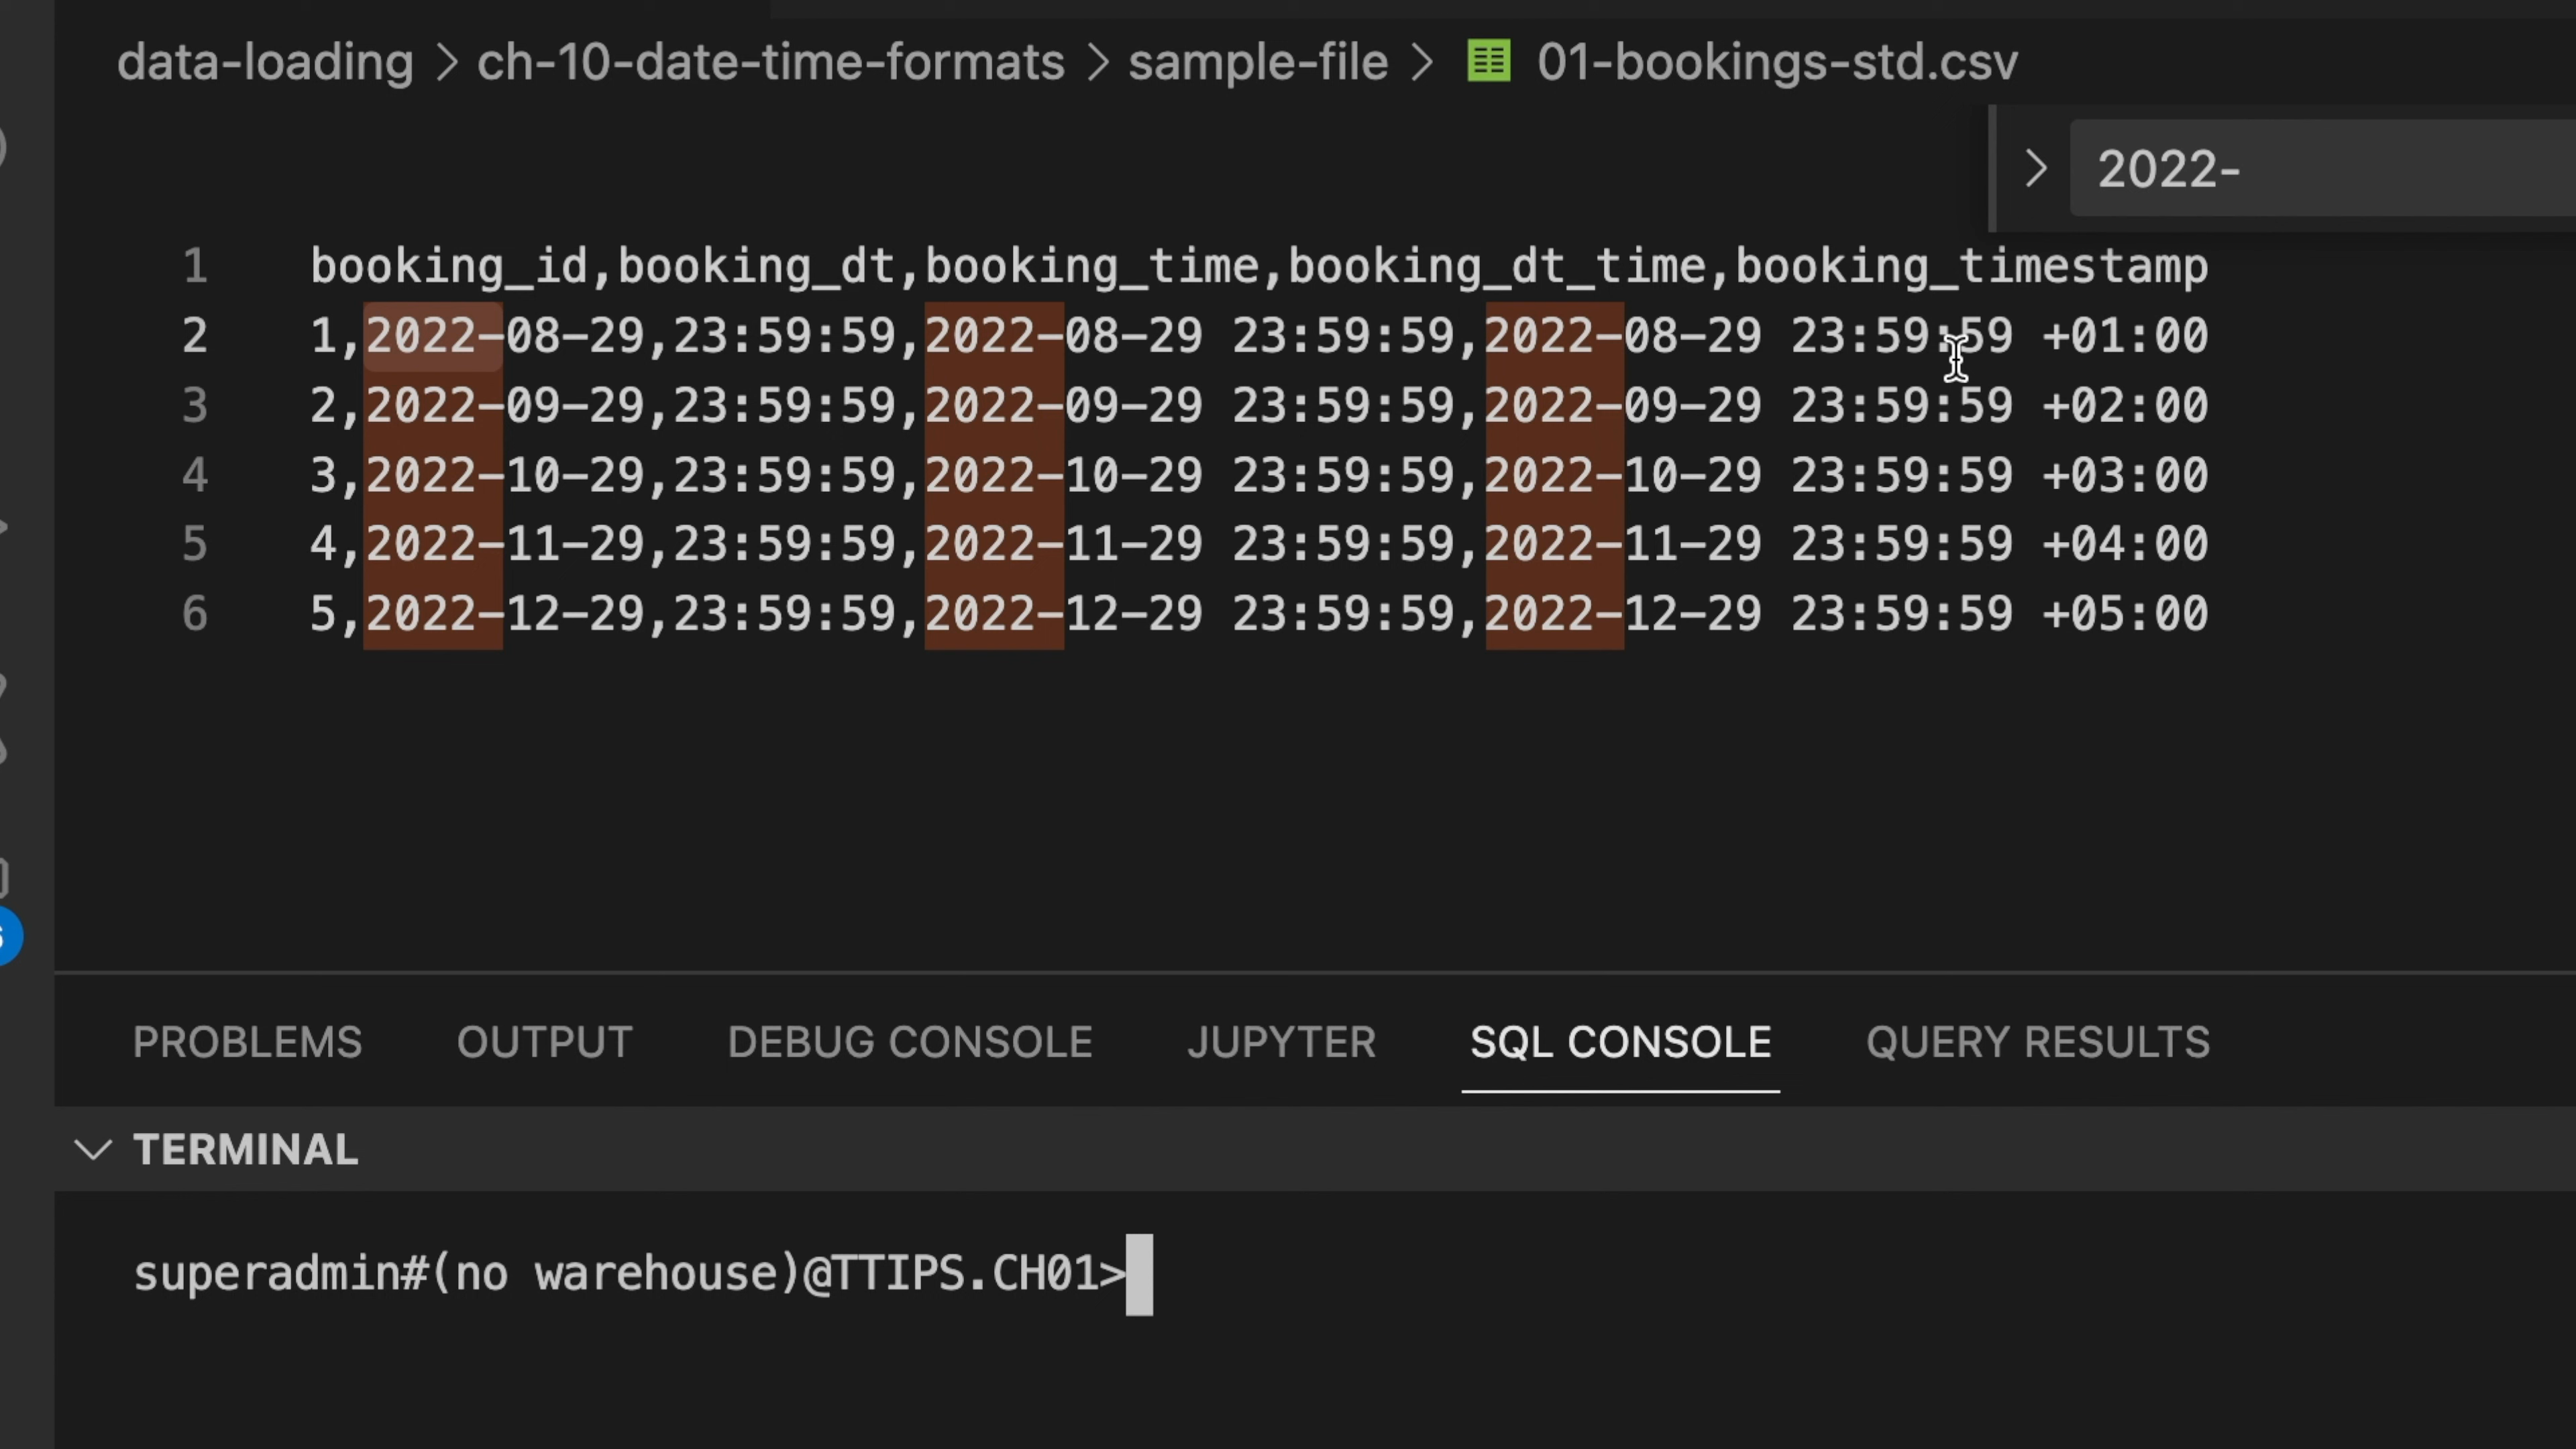 data-loading > ch-10-date-time-formats > sample-file > 01-bookings-std.csv
> 2022-
1 booking_id,booking_dt,booking_time,booking_dt_time,booking_timestamp
2 1,2022-08-29,23:59:59,2022-08-29 23:59:59,2022-08-29 23:59:59 +01:00
3 2,2022-09-29,23:59:59,2022-09-29 23:59:59,2022-09-29 23:59:59 +02:00
4 3,2022-10-29,23:59:59,2022-10-29 23:59:59,2022-10-29 23:59:59 +03:00
5 4,2022-11-29,23:59:59,2022-11-29 23:59:59,2022-11-29 23:59:59 +04:00
6 5,2022-12-29,23:59:59,2022-12-29 23:59:59,2022-12-29 23:59:59 +05:00
PROBLEMS OUTPUT DEBUG CONSOLE JUPYTER SQL CONSOLE QUERY RESULTS
TERMINAL
superadmin#(no warehouse)@TTIPS.CH01>